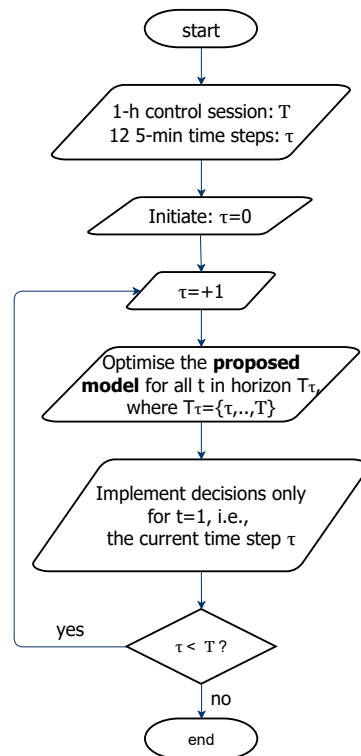 start
1-h control session: T
12 5-min time steps: τ
Initiate: τ=0
τ=+1
Optimise the proposed
model for all t in horizon Tτ,
where Tτ={τ,..,T}
Implement decisions only
for t=1, i.e.,
the current time step τ
yes
τ < T ?
no
end